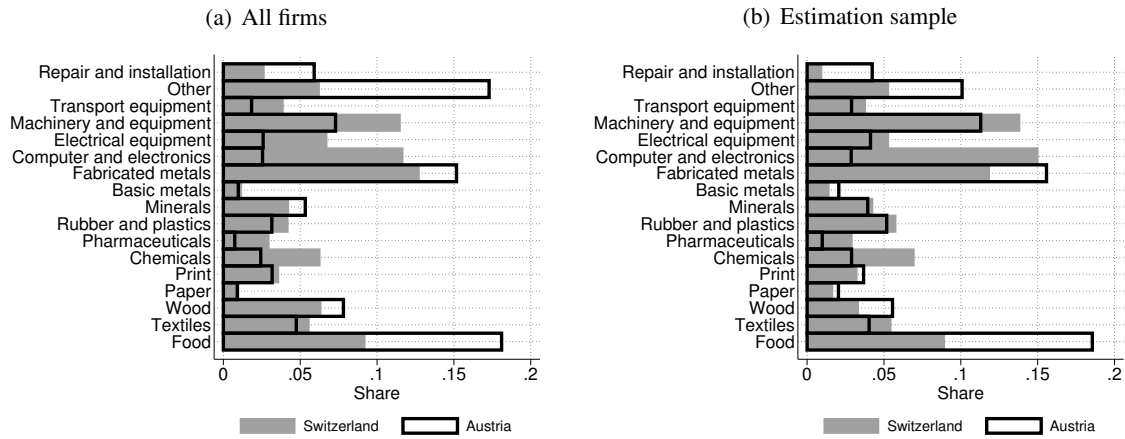 (a) All firms
Repair and installation
Other
Transport equipment
Machinery and equipment
Electrical equipment
Computer and electronics
Fabricated metals
Basic metals
Minerals
Rubber and plastics
Pharmaceuticals
Chemicals
Print
Paper
Wood
Textiles
Food
0 .05 .1 .15 .2
Share
Switzerland Austria
(b) Estimation sample
Repair and installation
Other
Transport equipment
Machinery and equipment
Electrical equipment
Computer and electronics
Fabricated metals
Basic metals
Minerals
Rubber and plastics
Pharmaceuticals
Chemicals
Print
Paper
Wood
Textiles
Food
0 .05 .1 .15 .2
Share
Switzerland Austria